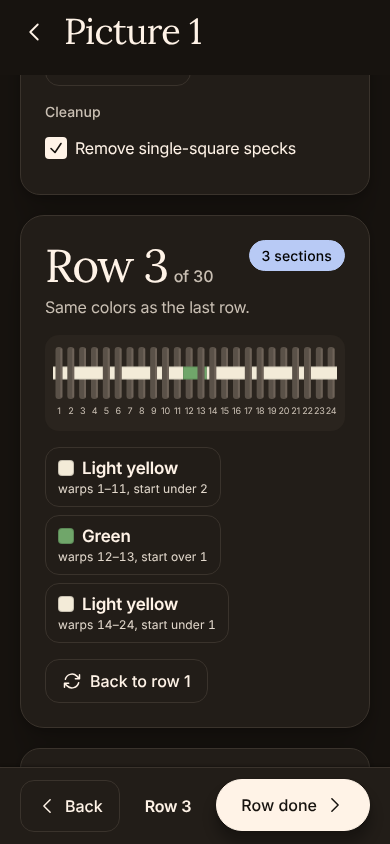 Picture 1
Cleanup
Remove single-square specks
Row 3 of 30
3 sections
Same colors as the last row.
1 2 3 4 5 6 7 8 9 10 11 12 13 14 15 16 17 18 19 20 21 22 23 24
Light yellow
warps 1–11, start under 2
Green
warps 12–13, start over 1
Light yellow
warps 14–24, start under 1
Back to row 1
Back
Row 3
Row done